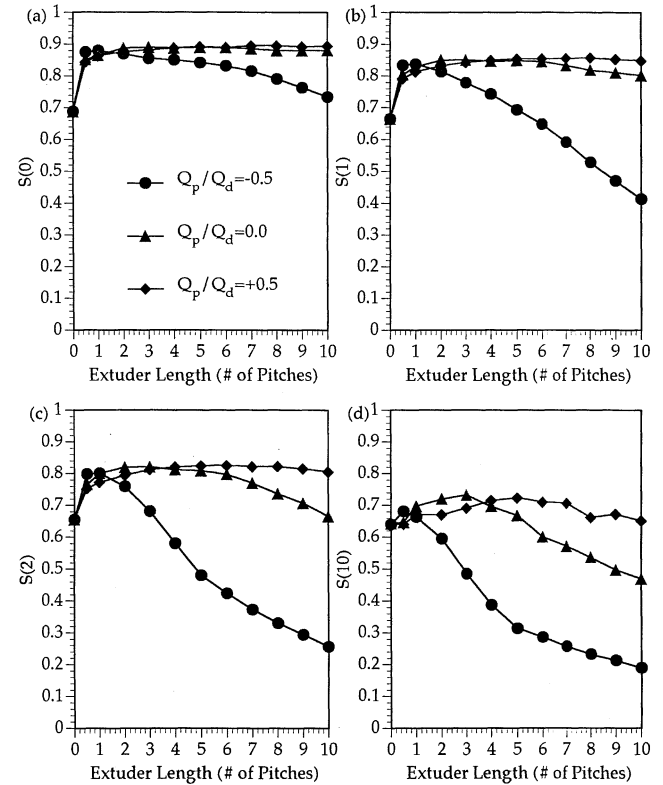 (a)
1
0.9
0.8
0.7
0.6
0.5
0.4
0.3
0.2
0.1
0
S(0)
Qp/Qd=-0.5
Qp/Qd=0.0
Qp/Qd=+0.5
0 1 2 3 4 5 6 7 8 9 10
Extuder Length (# of Pitches)
(b)
1
0.9
0.8
0.7
0.6
0.5
0.4
0.3
0.2
0.1
0
S(1)
0 1 2 3 4 5 6 7 8 9 10
Extuder Length (# of Pitches)
(c)
1
0.9
0.8
0.7
0.6
0.5
0.4
0.3
0.2
0.1
0
S(2)
0 1 2 3 4 5 6 7 8 9 10
Extuder Length (# of Pitches)
(d)
1
0.9
0.8
0.7
0.6
0.5
0.4
0.3
0.2
0.1
0
S(10)
0 1 2 3 4 5 6 7 8 9 10
Extuder Length (# of Pitches)